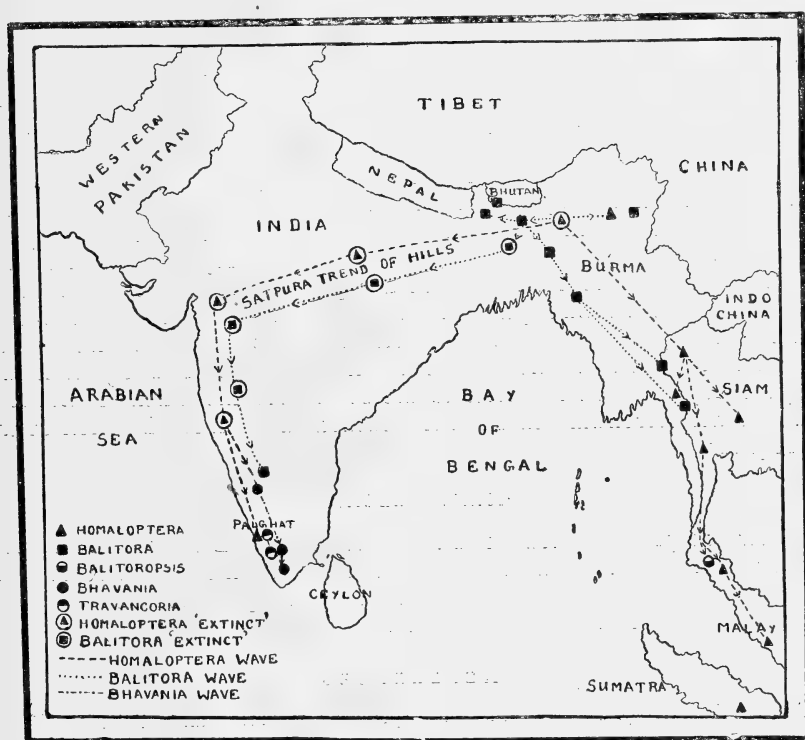 TIBET
CHINA
WESTERN
PAKISTAN
NEPAL
BHUTAN
INDIA
SATPURA TREND OF HILLS
BURMA
INDO
CHINA
ARABIAN
SEA
BAY
OF
BENGAL
SIAM
PALGHAT
CEYLON
MALAY
SUMATRA
HOMALOPTERA
BALITORA
BALITOROPSIS
BHAVANIA
TRAVANCORIA
HOMALOPTERA 'EXTINCT'
BALITORA 'EXTINCT'
HOMALOPTERA WAVE
BALITORA WAVE
BHAVANIA WAVE